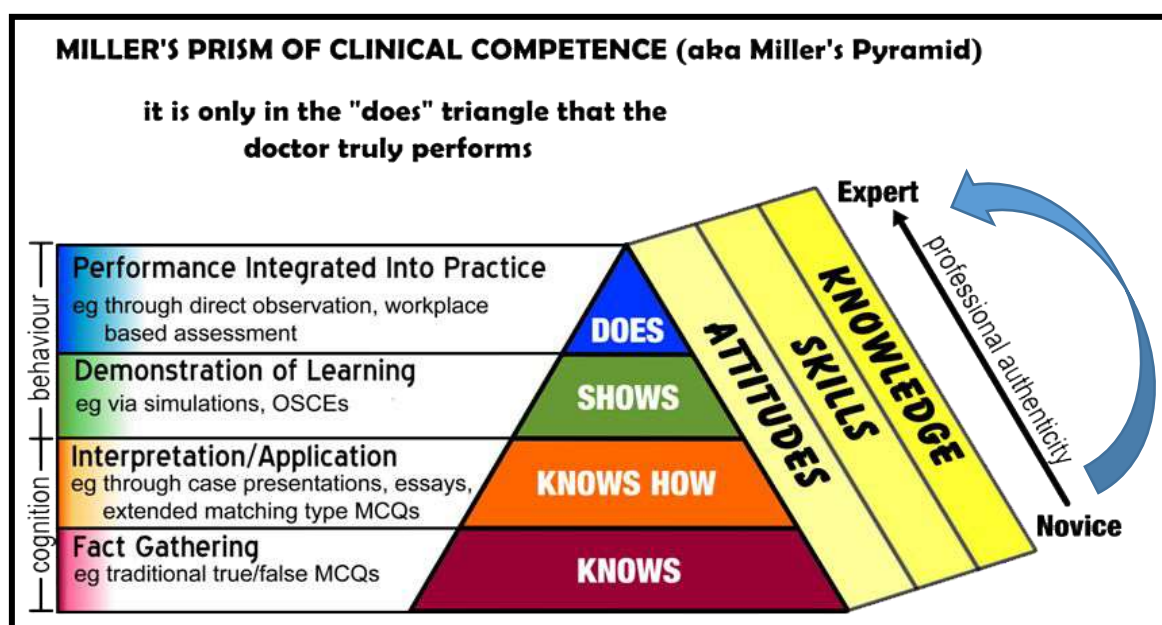 MILLER'S PRISM OF CLINICAL COMPETENCE (aka Miller's Pyramid)
it is only in the "does" triangle that the
doctor truly performs
Expert
professional authenticity
Novice
behaviour
cognition
Performance Integrated Into Practice
eg through direct observation, workplace
based assessment
DOES
Demonstration of Learning
eg via simulations, OSCEs
SHOWS
Interpretation/Application
eg through case presentations, essays,
extended matching type MCQs
KNOWS HOW
Fact Gathering
eg traditional true/false MCQs
KNOWS
ATTITUDES
SKILLS
KNOWLEDGE